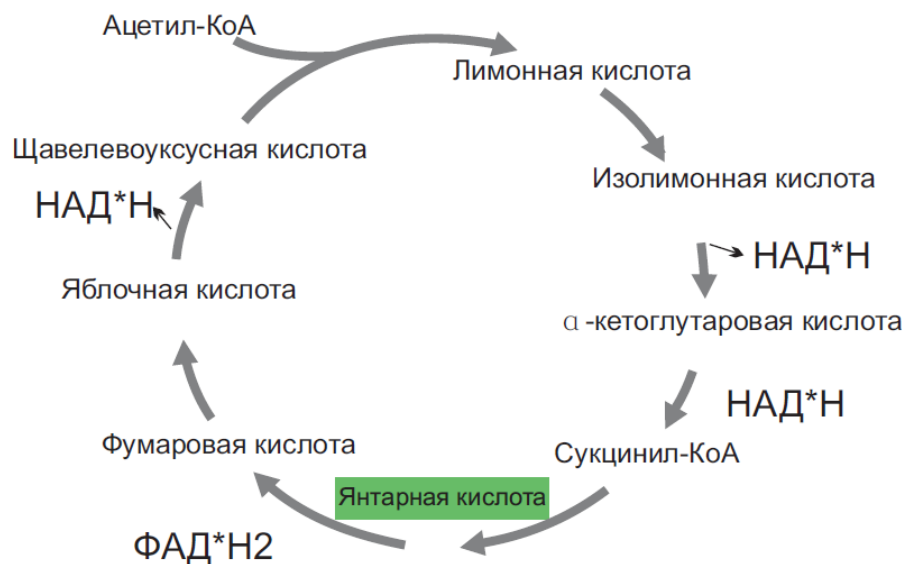 Ацетил-КоА
Лимонная кислота
Щавелевоуксусная кислота
Изолимонная кислота
НАД*Н
НАД*Н
Яблочная кислота
α-кетоглутаровая кислота
НАД*Н
Фумаровая кислота
Сукцинил-КоА
Янтарная кислота
ФАД*Н2